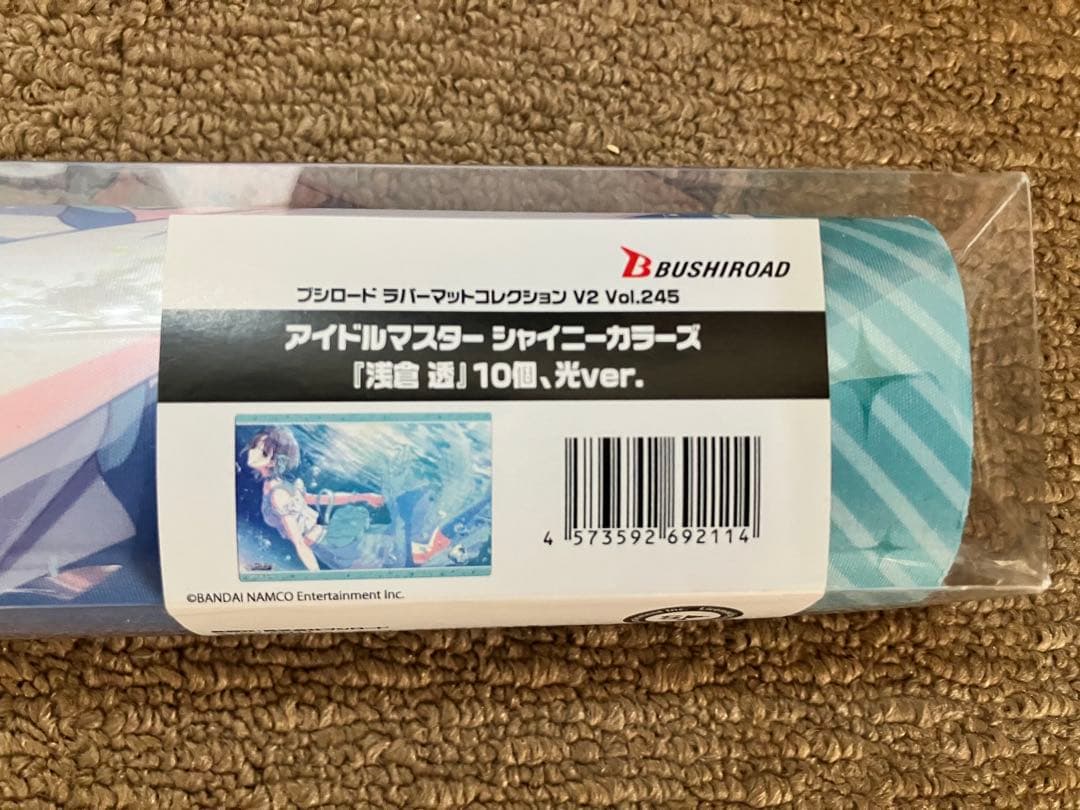 BUSHIROAD
ブシロード ラバーマットコレクション V2 Vol.245
アイドルマスター シャイニーカラーズ
『浅倉 透』10個、光ver.
4 573592 692114
©BANDAI NAMCO Entertainment Inc.